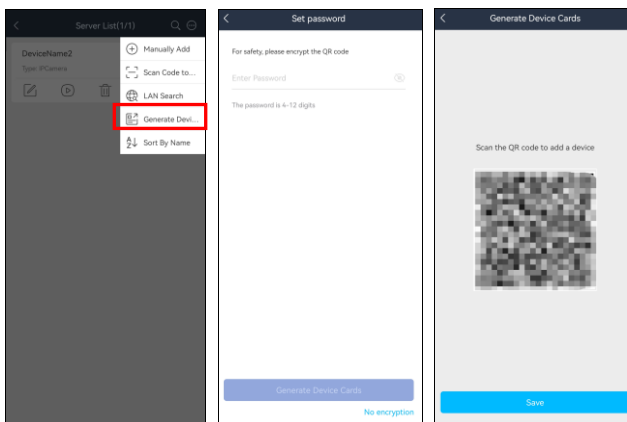 Server List(1/1)
DeviceName2
Type: IPCamera
Manually Add
Scan Code to...
LAN Search
Generate Devi...
Sort By Name
Set password
For safety, please encrypt the QR code
Enter Password
The password is 4-12 digits
Generate Device Cards
No encryption
Generate Device Cards
Scan the QR code to add a device
Save